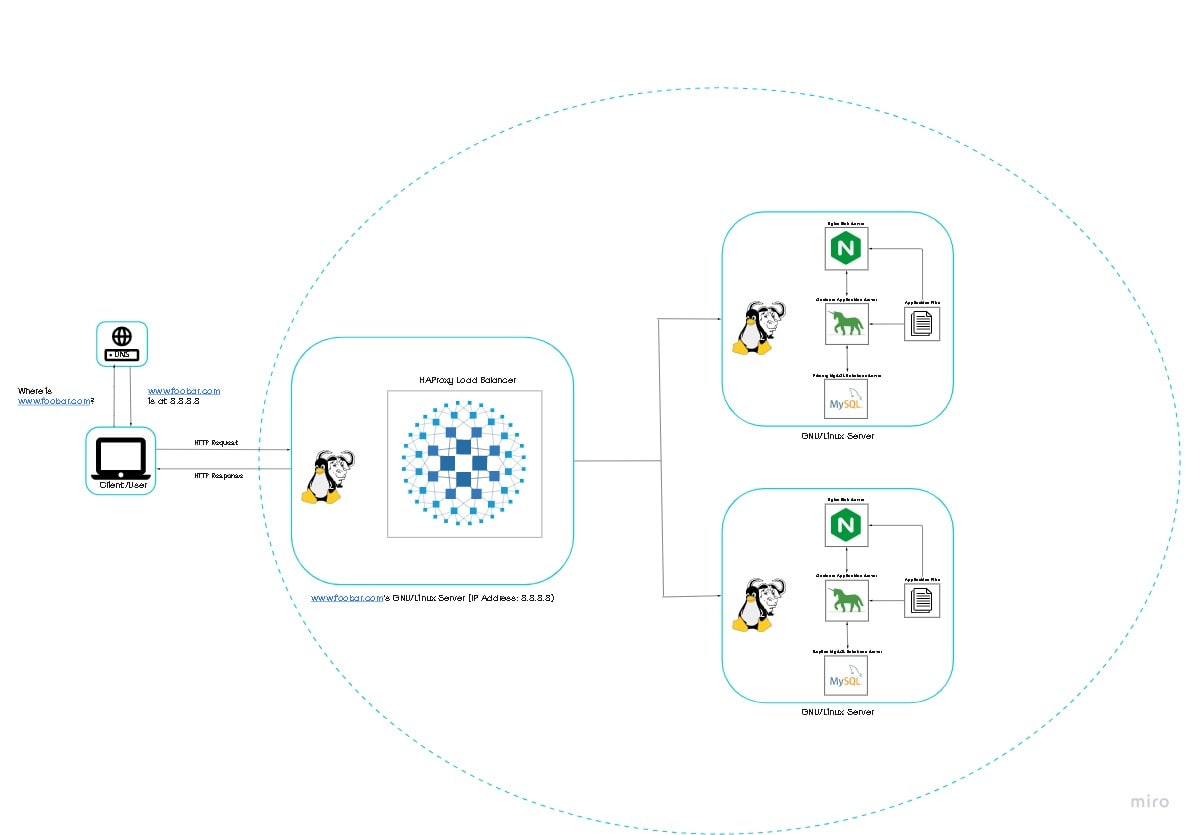 DNS
Where is
www.foobar.com?
www.foobar.com
is at 8.8.8.8
Client/User
HTTP Request
HTTP Response
HAProxy Load Balancer
www.foobar.com's GNU/Linux Server (IP Address: 8.8.8.8)
Nginx Web Server
N
Application Server
Application Files
Primary MySQL Database Server
MySQL
GNU/Linux Server
Nginx Web Server
N
Application Server
Application Files
Replica MySQL Database Server
MySQL
GNU/Linux Server
miro